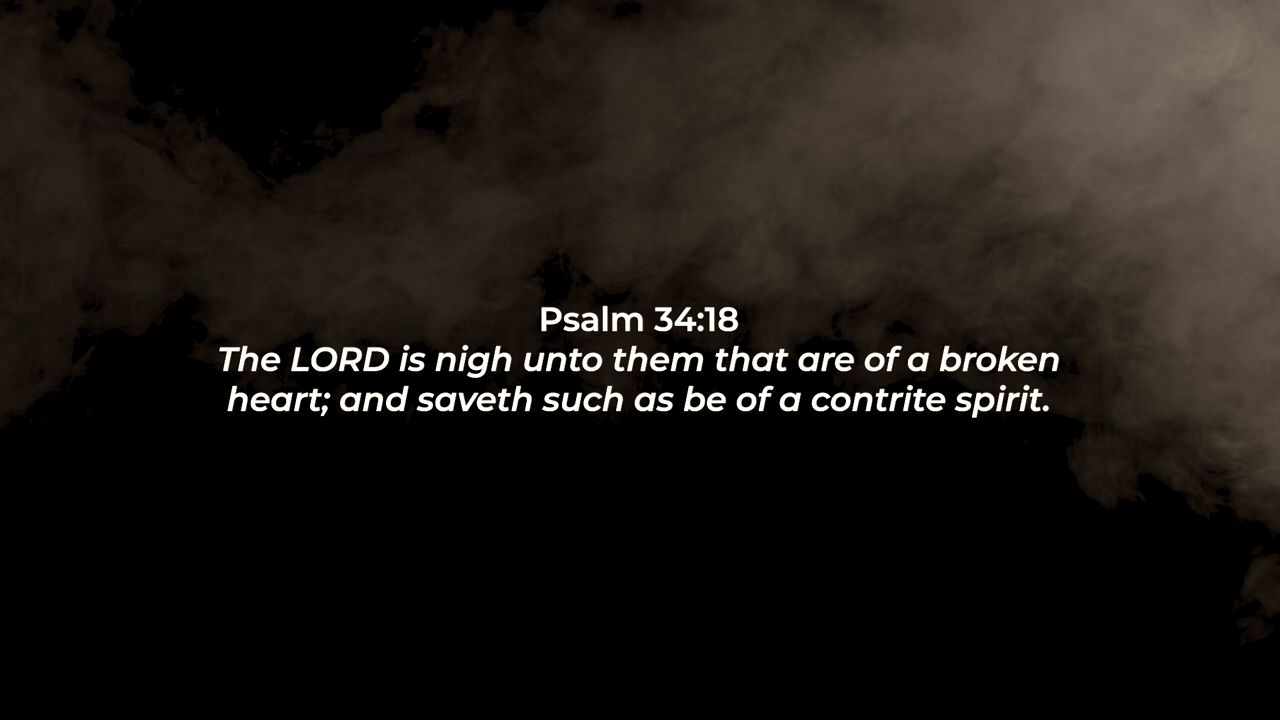 Psalm 34:18
The LORD is nigh unto them that are of a broken
heart; and saveth such as be of a contrite spirit.